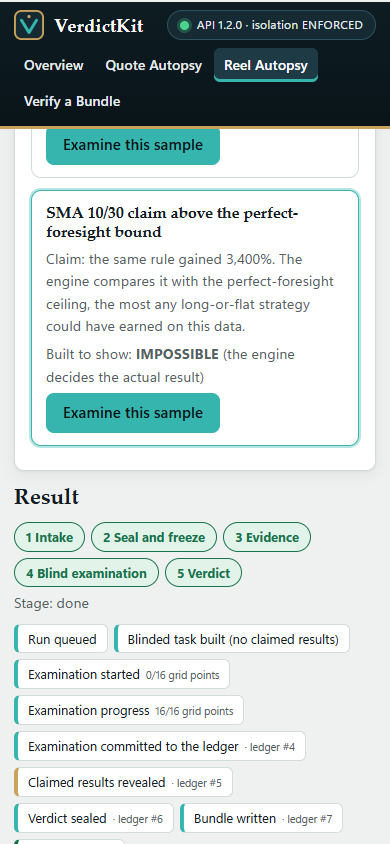 VerdictKit
API 1.2.0 · isolation ENFORCED
Overview
Quote Autopsy
Reel Autopsy
Verify a Bundle
Examine this sample
SMA 10/30 claim above the perfect-
foresight bound
Claim: the same rule gained 3,400%. The
engine compares it with the perfect-foresight
ceiling, the most any long-or-flat strategy
could have earned on this data.
Built to show: IMPOSSIBLE (the engine
decides the actual result)
Examine this sample
Result
1 Intake
2 Seal and freeze
3 Evidence
4 Blind examination
5 Verdict
Stage: done
Run queued
Blinded task built (no claimed results)
Examination started 0/16 grid points
Examination progress 16/16 grid points
Examination committed to the ledger · ledger #4
Claimed results revealed · ledger #5
Verdict sealed · ledger #6
Bundle written · ledger #7